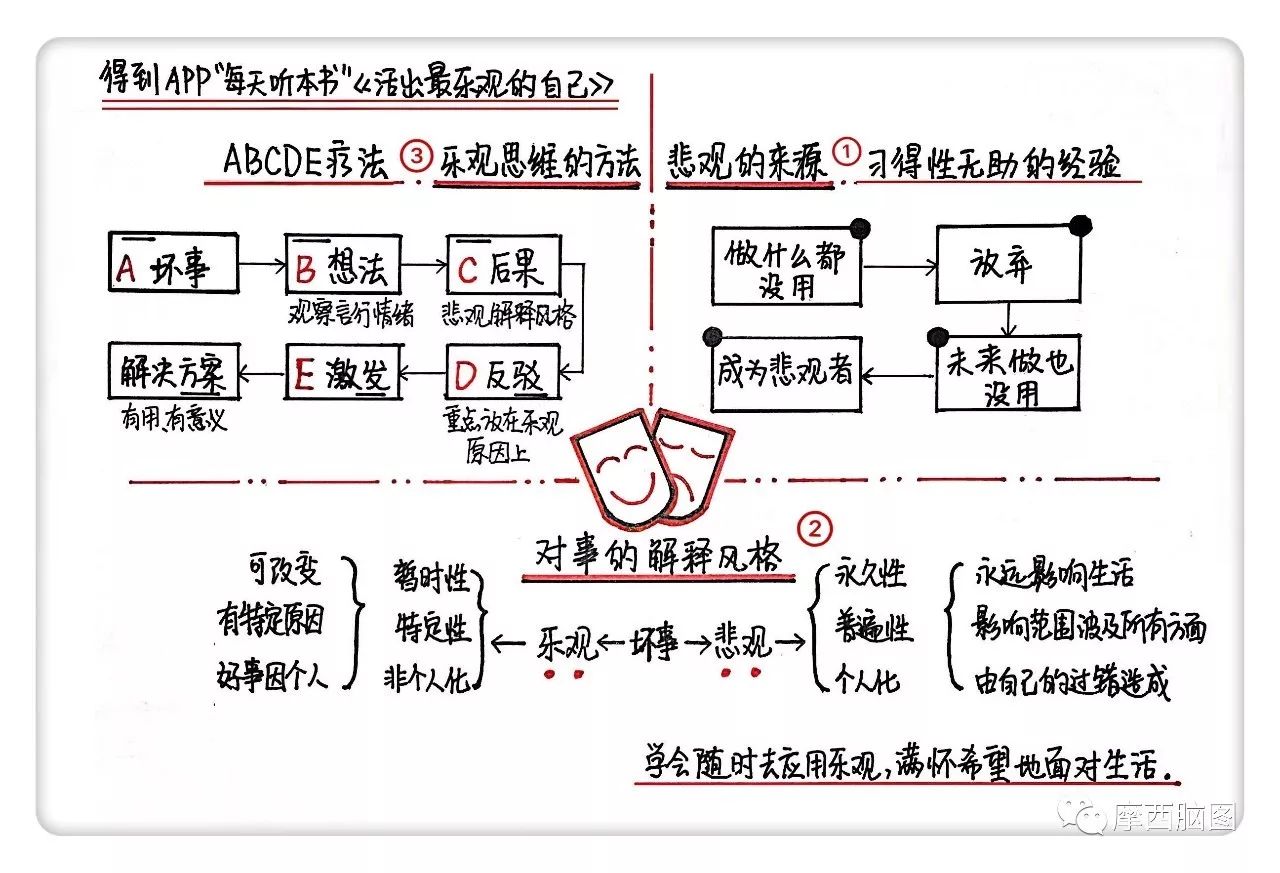 得到APP"每天听本书"《活出最乐观的自己》
ABCDE疗法 ③ 乐观思维的方法
A 坏事
B 想法
观察言行情绪
C 后果
悲观解释风格
D 反驳
重点放在乐观
原因上
E 激发
解决方案
有用、有意义
悲观的来源 ① 习得性无助的经验
做什么都
没用
放弃
未来做也
没用
成为悲观者
对事的解释风格 ②
可改变
有特定原因
好事因个人
暂时性
特定性
非个人化
乐观 坏事 悲观
永久性
普遍性
个人化
永远影响生活
影响范围波及所有方面
由自己的过错造成
学会随时去应用乐观,满怀希望地面对生活.
摩西脑图